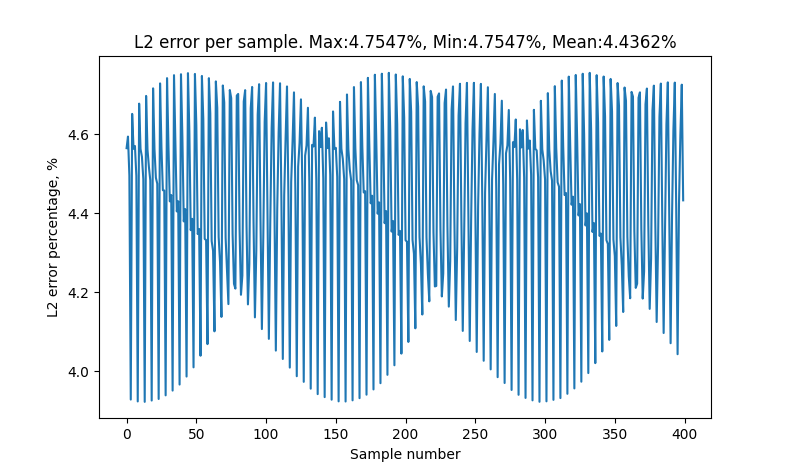 L2 error per sample. Max:4.7547%, Min:4.7547%, Mean:4.4362%
L2 error percentage, %
4.6
4.4
4.2
4.0
0 50 100 150 200 250 300 350 400
Sample number